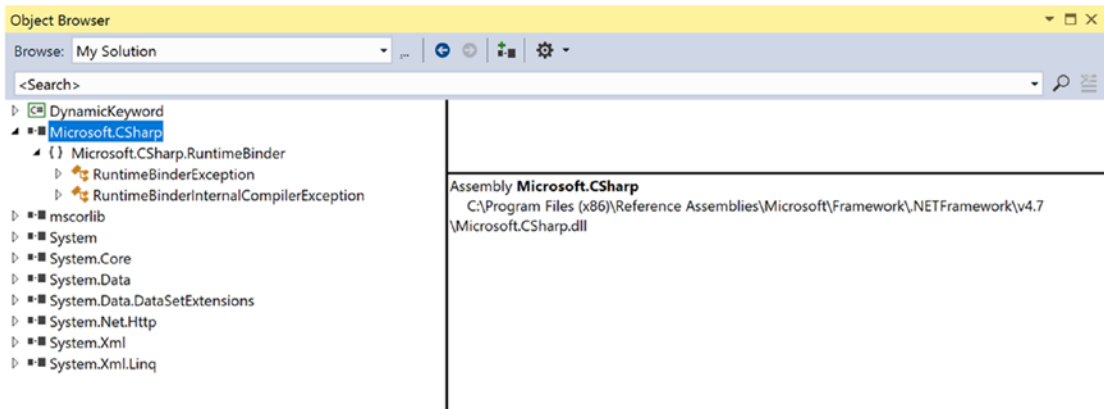 Object Browser
Browse: My Solution
<Search>
C# DynamicKeyword
Microsoft.CSharp
{ } Microsoft.CSharp.RuntimeBinder
RuntimeBinderException
RuntimeBinderInternalCompilerException
mscorlib
System
System.Core
System.Data
System.Data.DataSetExtensions
System.Net.Http
System.Xml
System.Xml.Linq
Assembly Microsoft.CSharp
C:\Program Files (x86)\Reference Assemblies\Microsoft\Framework\.NETFramework\v4.7
\Microsoft.CSharp.dll